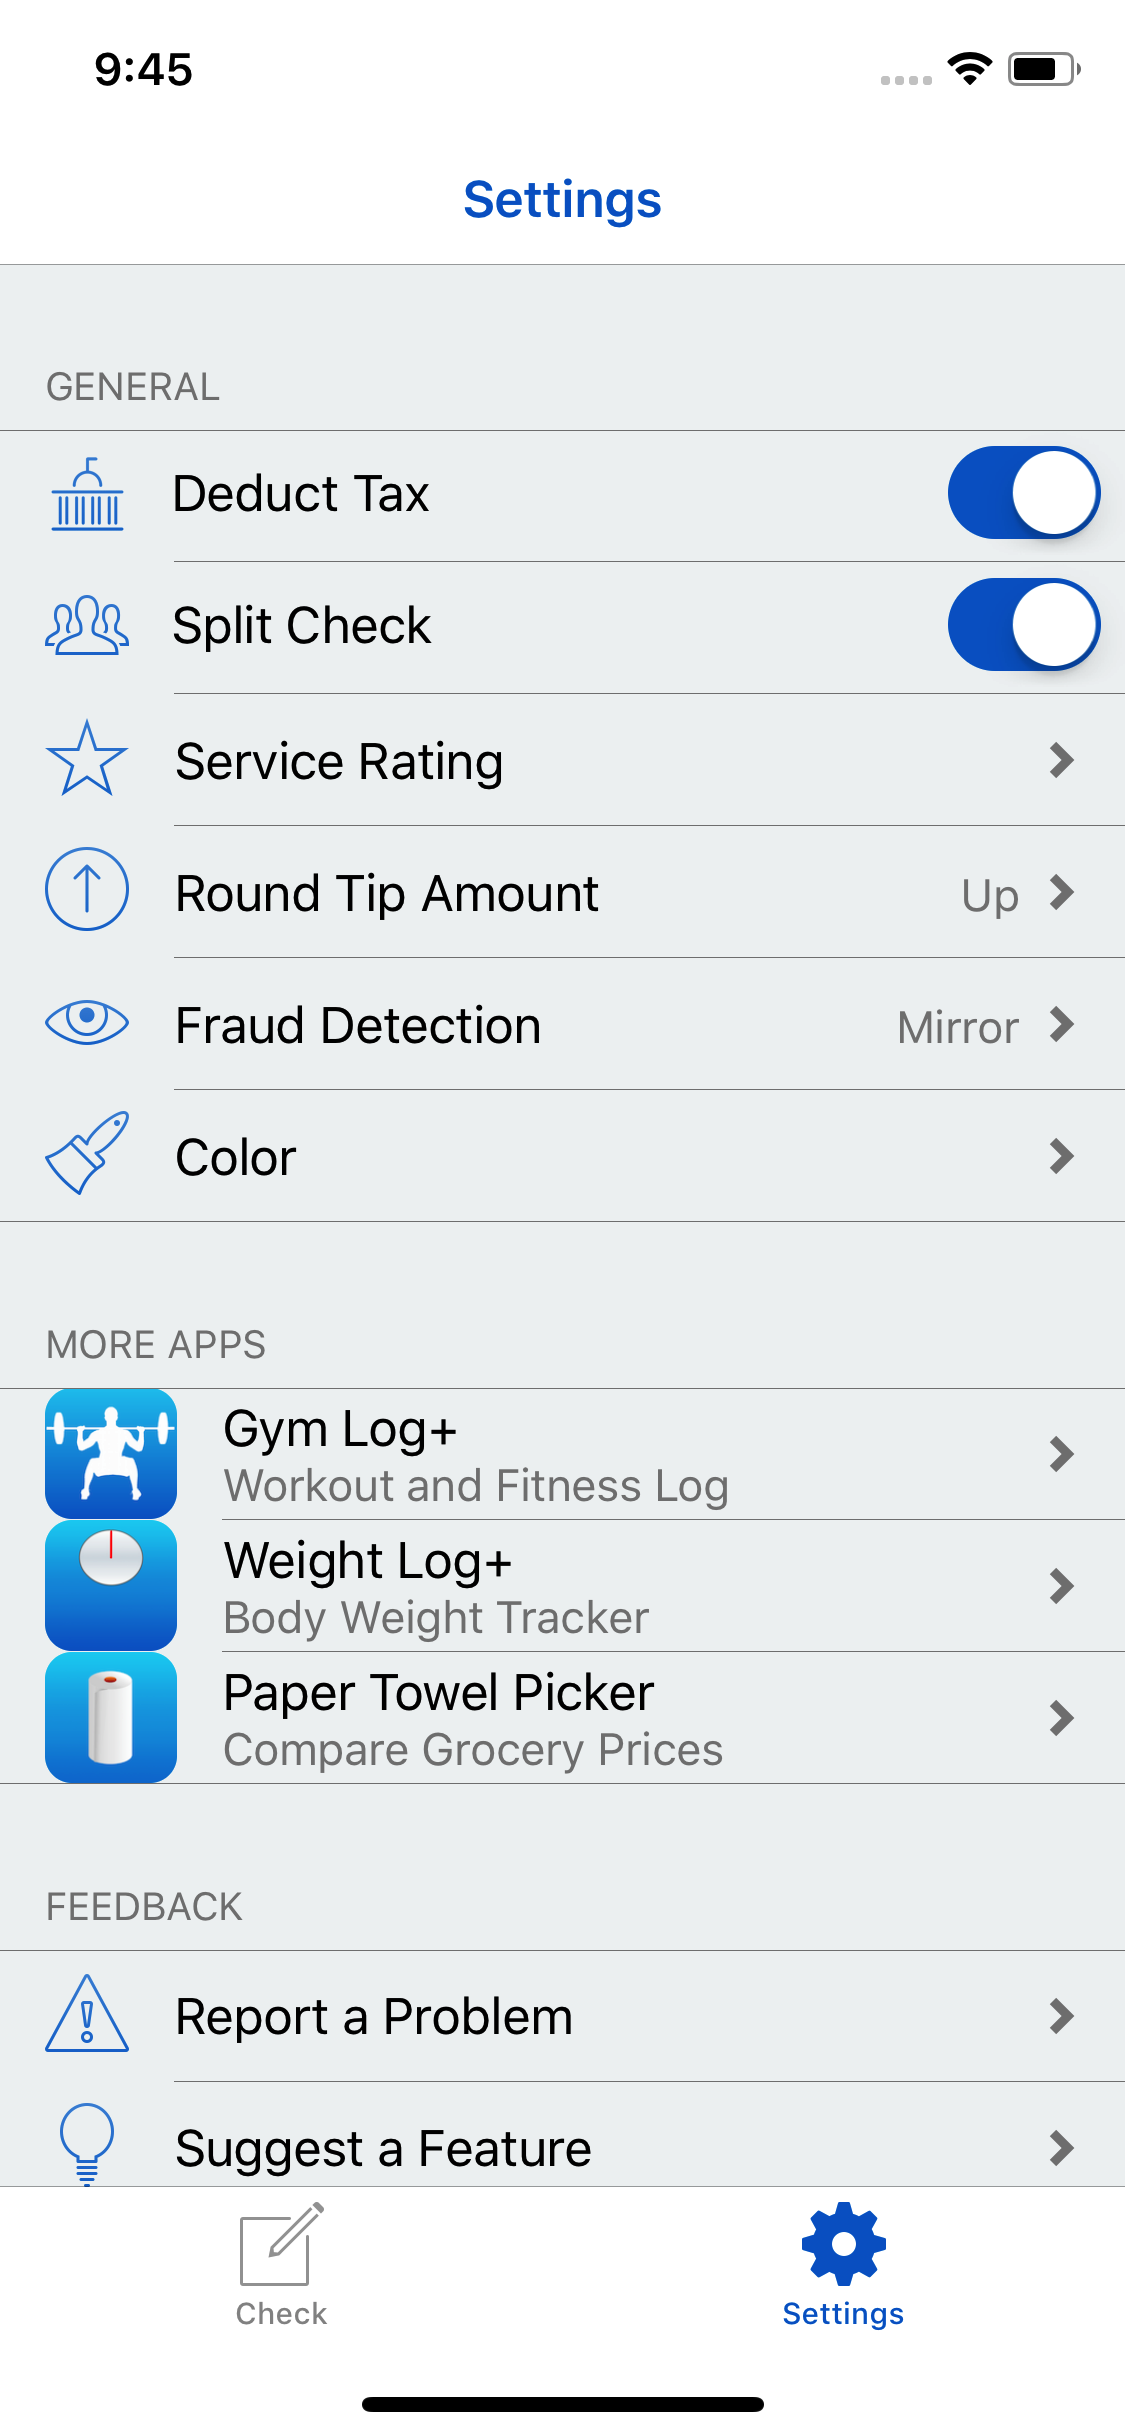 9:45
Settings
GENERAL
Deduct Tax
Split Check
Service Rating
Round Tip Amount Up
Fraud Detection Mirror
Color
MORE APPS
Gym Log+
Workout and Fitness Log
Weight Log+
Body Weight Tracker
Paper Towel Picker
Compare Grocery Prices
FEEDBACK
Report a Problem
Suggest a Feature
Check Settings